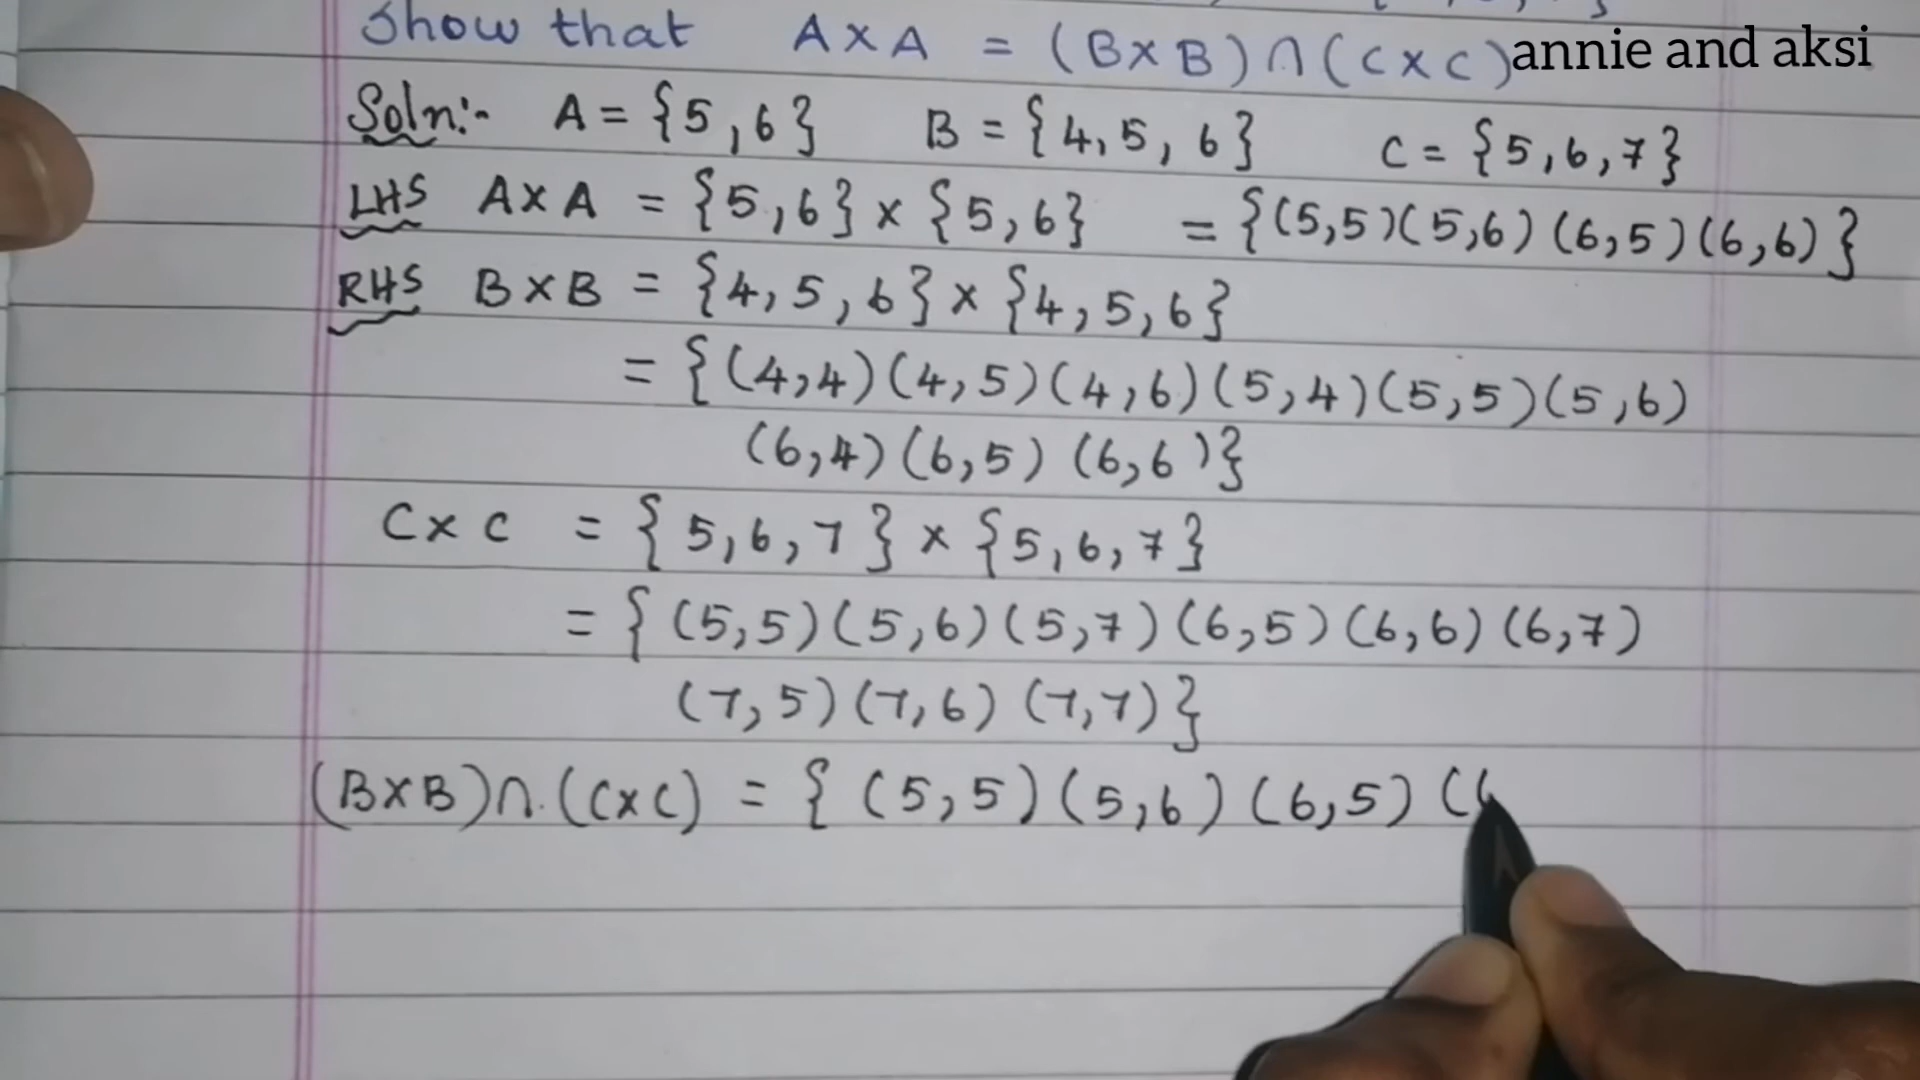 Show that A X A = (B X B) ∩ (C X C)
annie and aksi
Soln:- A = {5, 6} B = {4, 5, 6} C = {5, 6, 7}
LHS A X A = {5, 6} x {5, 6} = {(5,5)(5,6)(6,5)(6,6)}
RHS B X B = {4, 5, 6} x {4, 5, 6}
= {(4,4)(4,5)(4,6)(5,4)(5,5)(5,6)
(6,4)(6,5)(6,6)}
C x C = {5, 6, 7} x {5, 6, 7}
= {(5,5)(5,6)(5,7)(6,5)(6,6)(6,7)
(7,5)(7,6)(7,7)}
(B X B) ∩ (C X C) = {(5,5)(5,6)(6,5)(6